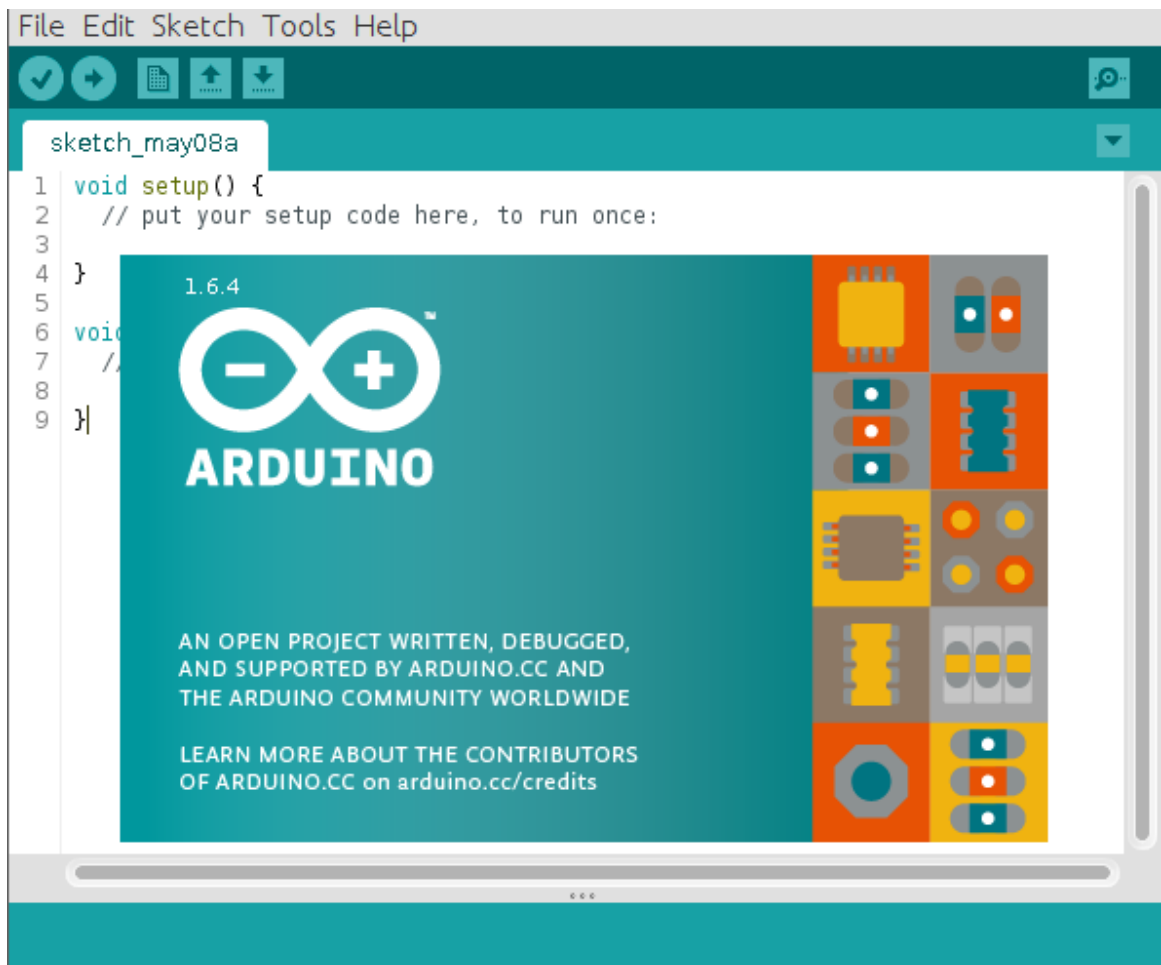 File Edit Sketch Tools Help
sketch_may08a
1 void setup() {
2 // put your setup code here, to run once:
3
4 }
5
6 voic
7 //
8
9 }
1.6.4
™
ARDUINO
AN OPEN PROJECT WRITTEN, DEBUGGED,
AND SUPPORTED BY ARDUINO.CC AND
THE ARDUINO COMMUNITY WORLDWIDE
LEARN MORE ABOUT THE CONTRIBUTORS
OF ARDUINO.CC on arduino.cc/credits